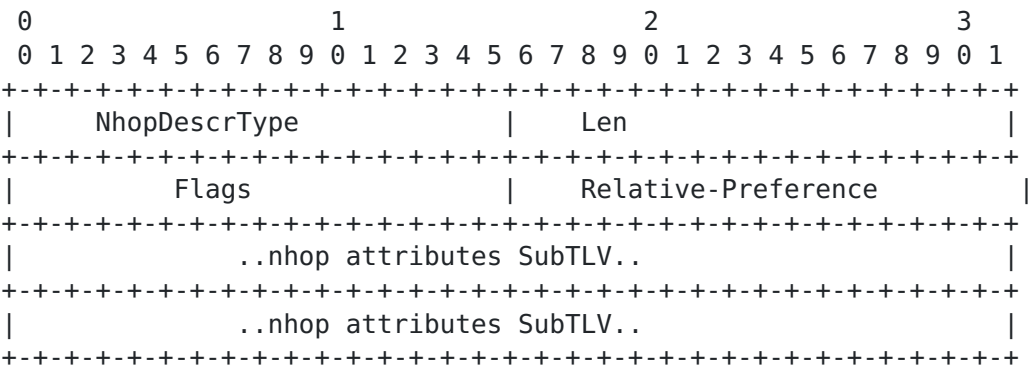 0                   1                   2                   3
 0 1 2 3 4 5 6 7 8 9 0 1 2 3 4 5 6 7 8 9 0 1 2 3 4 5 6 7 8 9 0 1
+-+-+-+-+-+-+-+-+-+-+-+-+-+-+-+-+-+-+-+-+-+-+-+-+-+-+-+-+-+-+-+-+
|     NhopDescrType             |    Len                        |
+-+-+-+-+-+-+-+-+-+-+-+-+-+-+-+-+-+-+-+-+-+-+-+-+-+-+-+-+-+-+-+-+
|          Flags                |    Relative-Preference         |
+-+-+-+-+-+-+-+-+-+-+-+-+-+-+-+-+-+-+-+-+-+-+-+-+-+-+-+-+-+-+-+-+
|              ..nhop attributes SubTLV..                       |
+-+-+-+-+-+-+-+-+-+-+-+-+-+-+-+-+-+-+-+-+-+-+-+-+-+-+-+-+-+-+-+-+
|              ..nhop attributes SubTLV..                       |
+-+-+-+-+-+-+-+-+-+-+-+-+-+-+-+-+-+-+-+-+-+-+-+-+-+-+-+-+-+-+-+-+